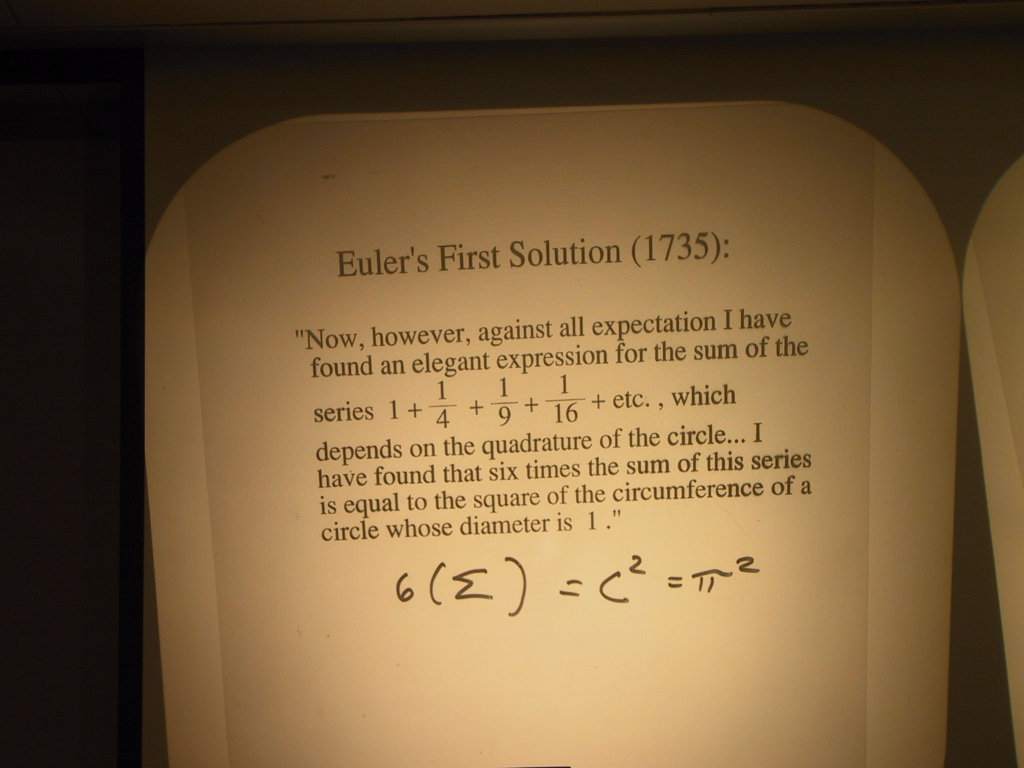 Euler's First Solution (1735):
"Now, however, against all expectation I have
found an elegant expression for the sum of the
series 1 + 1/4 + 1/9 + 1/16 + etc. , which
depends on the quadrature of the circle... I
have found that six times the sum of this series
is equal to the square of the circumference of a
circle whose diameter is 1 ."
6 (Σ) = C² = π²